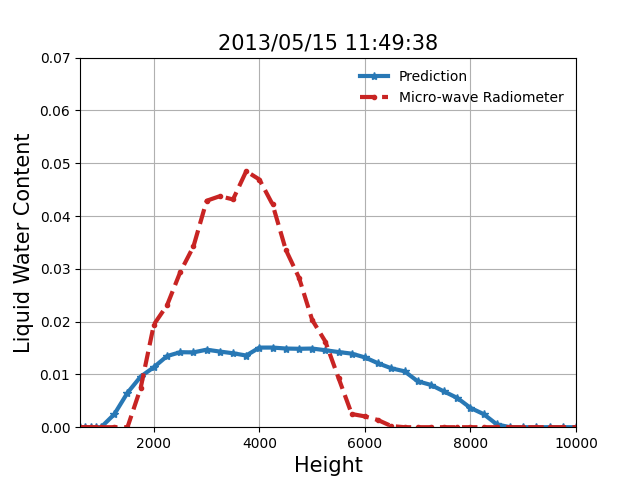 2013/05/15 11:49:38
0.07
0.06
0.05
0.04
0.03
0.02
0.01
0.00
Liquid Water Content
Prediction
Micro-wave Radiometer
2000 4000 6000 8000 10000
Height